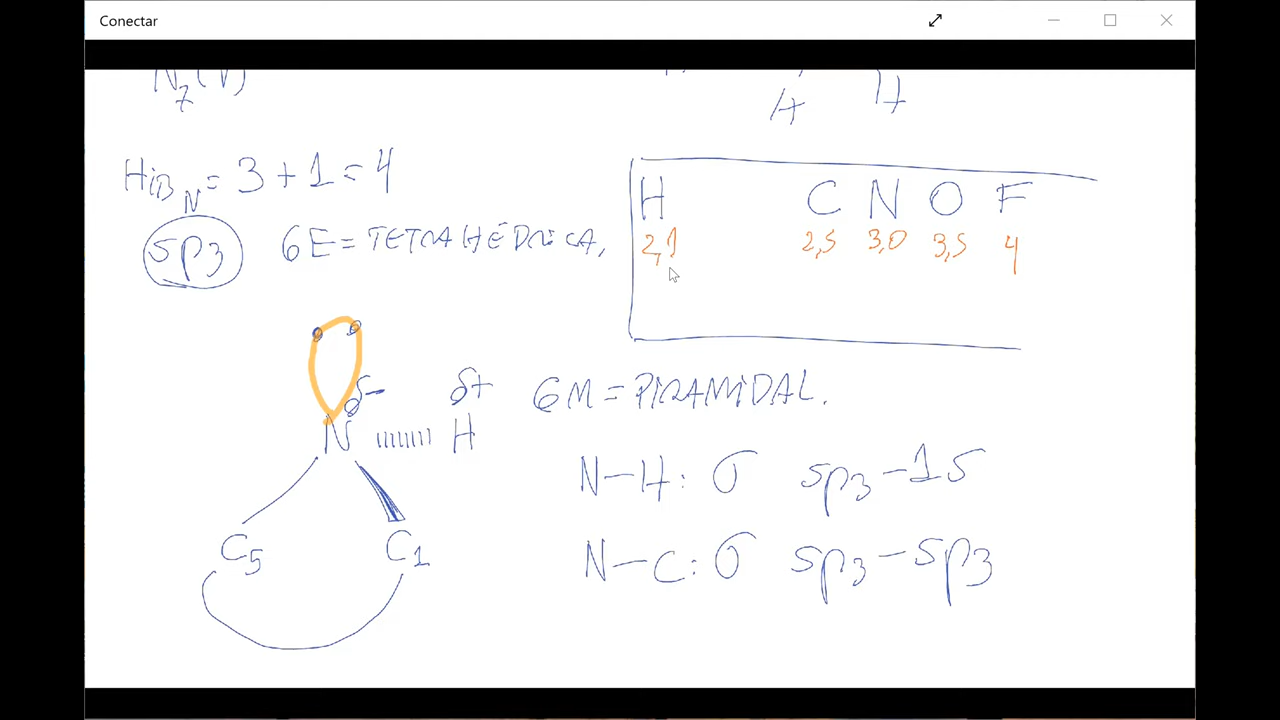 Conectar
N7(V)
HiBN = 3 + 1 = 4
H C N O F
sp3 GE = TETRAHÉDRICA,
2,1 2,5 3,0 3,5 4
δ- δ+
GM = PIRAMIDAL.
N H
N-H: σ sp3-1s
C5 C1
N-C: σ sp3-sp3